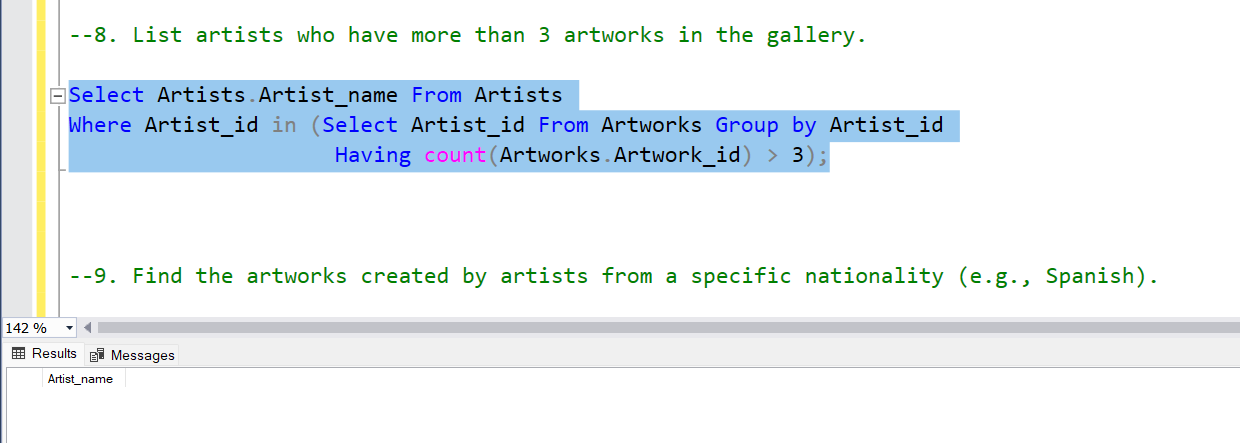 --8. List artists who have more than 3 artworks in the gallery.
Select Artists.Artist_name From Artists
Where Artist_id in (Select Artist_id From Artworks Group by Artist_id
Having count(Artworks.Artwork_id) > 3);
--9. Find the artworks created by artists from a specific nationality (e.g., Spanish).
142 %
Results Messages
Artist_name